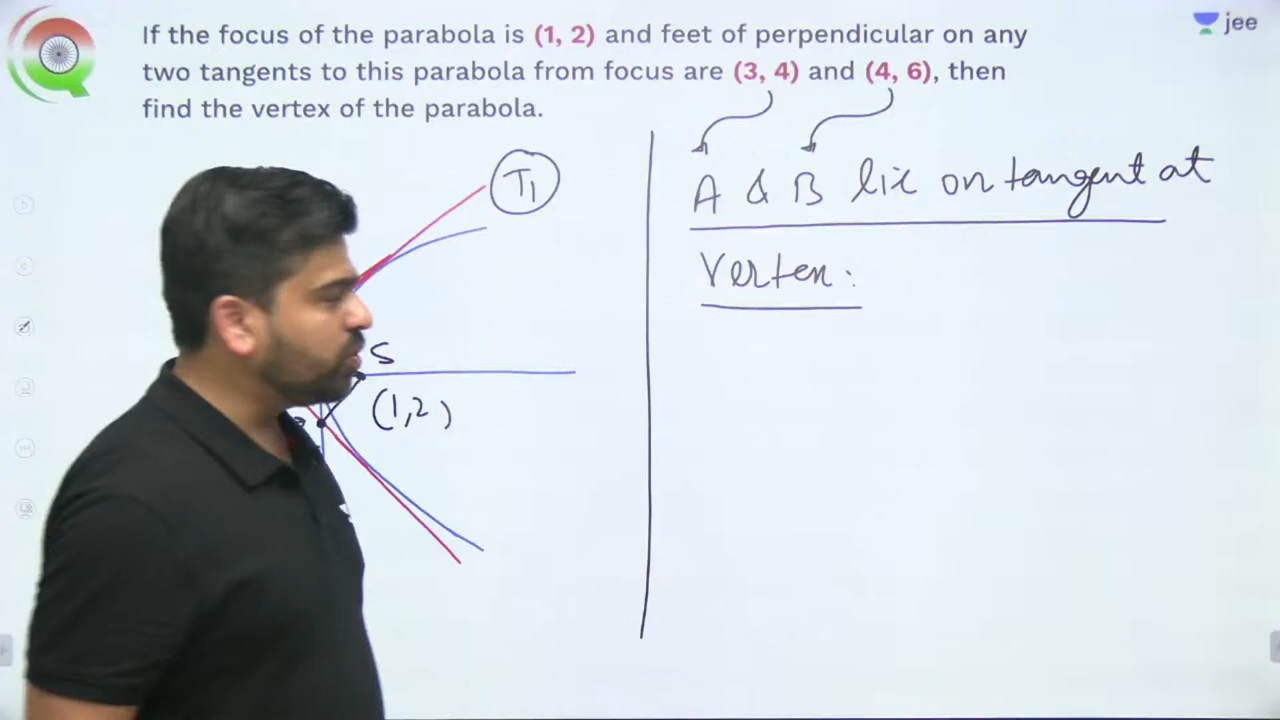 If the focus of the parabola is (1, 2) and feet of perpendicular on any
two tangents to this parabola from focus are (3, 4) and (4, 6), then
find the vertex of the parabola.
jee
T1
A & B lie on tangent at
Vertex :
S
(1,2)